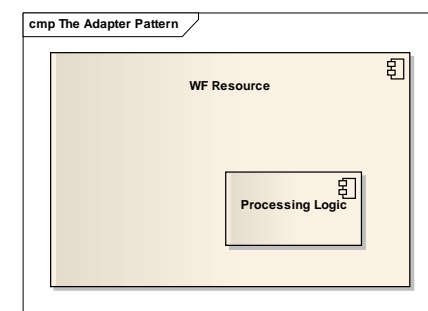 cmp The Adapter Pattern
WF Resource
Processing Logic